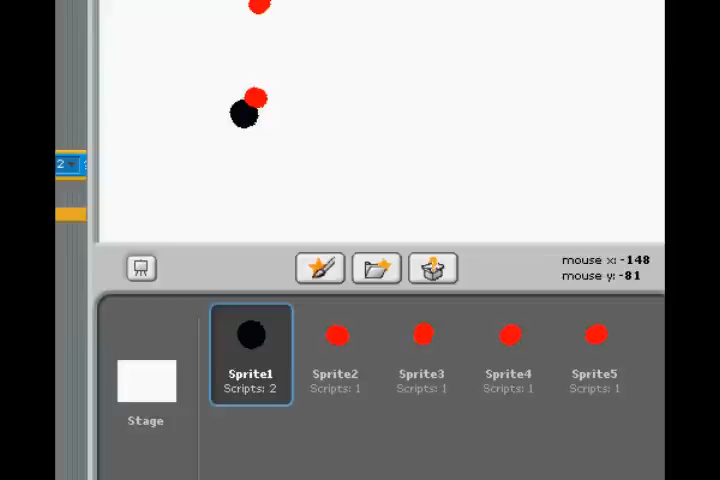 2
mouse x: -148
mouse y: -81
Sprite1 Sprite2 Sprite3 Sprite4 Sprite5
Scripts: 2 Scripts: 1 Scripts: 1 Scripts: 1 Scripts: 1
Stage